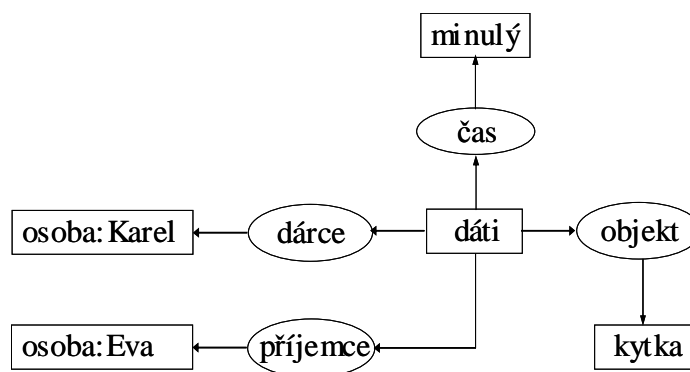 minulý
čas
osoba: Karel
dárce
dáti
objekt
osoba: Eva
příjemce
kytka